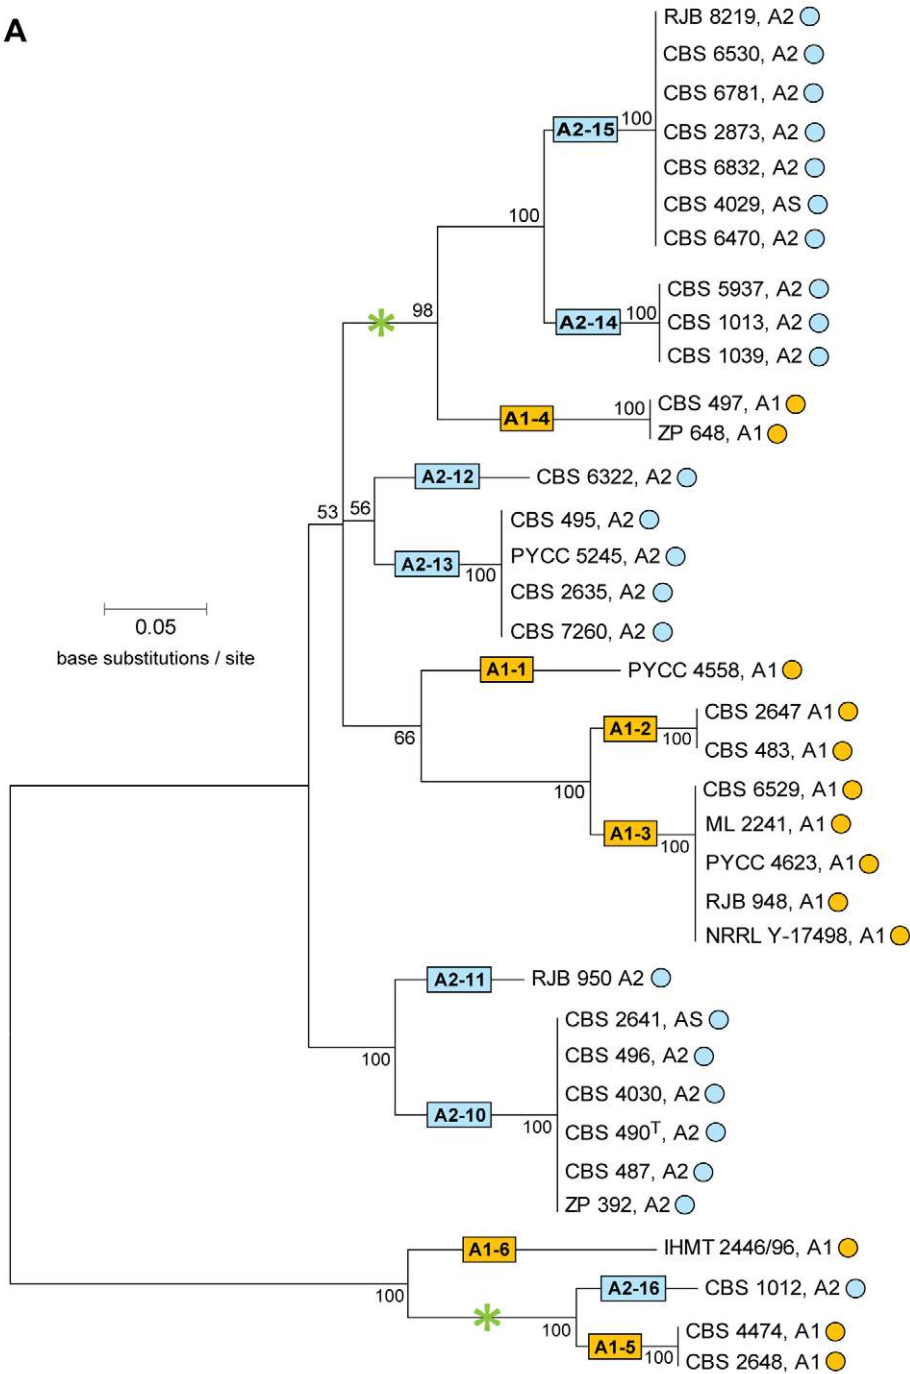 A
RJB 8219, A2
CBS 6530, A2
CBS 6781, A2
A2-15
100
CBS 2873, A2
CBS 6832, A2
CBS 4029, AS
100
CBS 6470, A2
CBS 5937, A2
98
A2-14
100
CBS 1013, A2
CBS 1039, A2
A1-4
100
CBS 497, A1
ZP 648, A1
A2-12
CBS 6322, A2
53
56
CBS 495, A2
PYCC 5245, A2
A2-13
100
CBS 2635, A2
CBS 7260, A2
0.05
base substitutions / site
A1-1
PYCC 4558, A1
66
CBS 2647 A1
A1-2
100
CBS 483, A1
100
CBS 6529, A1
ML 2241, A1
A1-3
100
PYCC 4623, A1
RJB 948, A1
NRRL Y-17498, A1
A2-11
RJB 950 A2
100
CBS 2641, AS
CBS 496, A2
CBS 4030, A2
A2-10
100
CBS 490ᵀ, A2
CBS 487, A2
ZP 392, A2
A1-6
IHMT 2446/96, A1
100
A2-16
CBS 1012, A2
100
A1-5
100
CBS 4474, A1
CBS 2648, A1